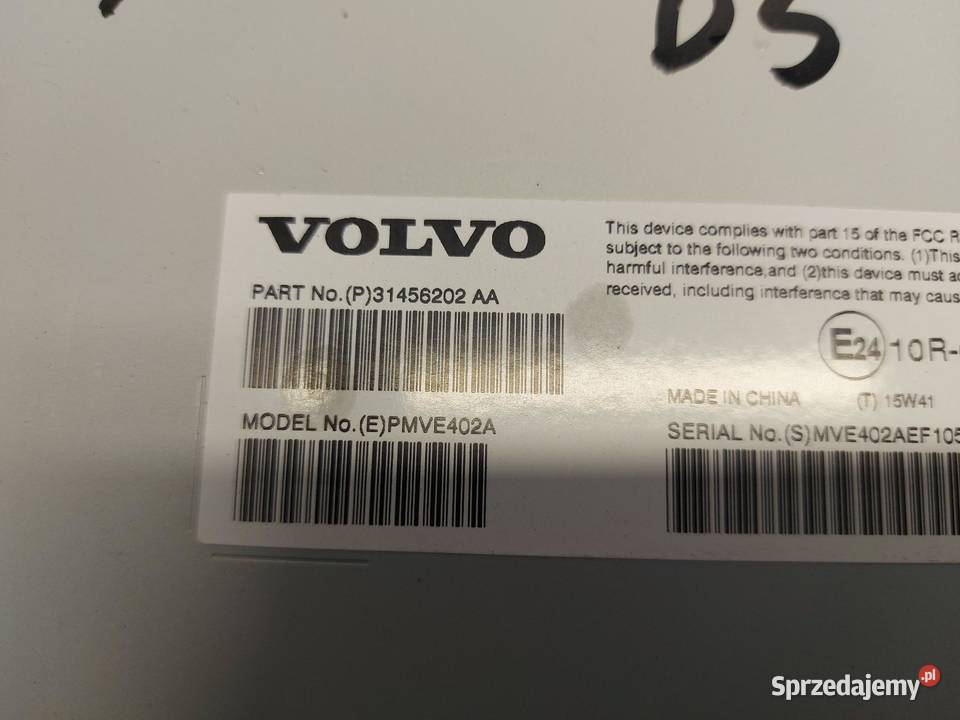 D5
VOLVO
PART No.(P)31456202 AA
MODEL No.(E)PMVE402A
This device complies with part 15 of the FCC R
subject to the following two conditions. (1)This
harmful interference,and (2)this device must
received, including interference that may
E24 10R-
MADE IN CHINA (T) 15W41
SERIAL No.(S)MVE402AEF105
Sprzedajemy.pl